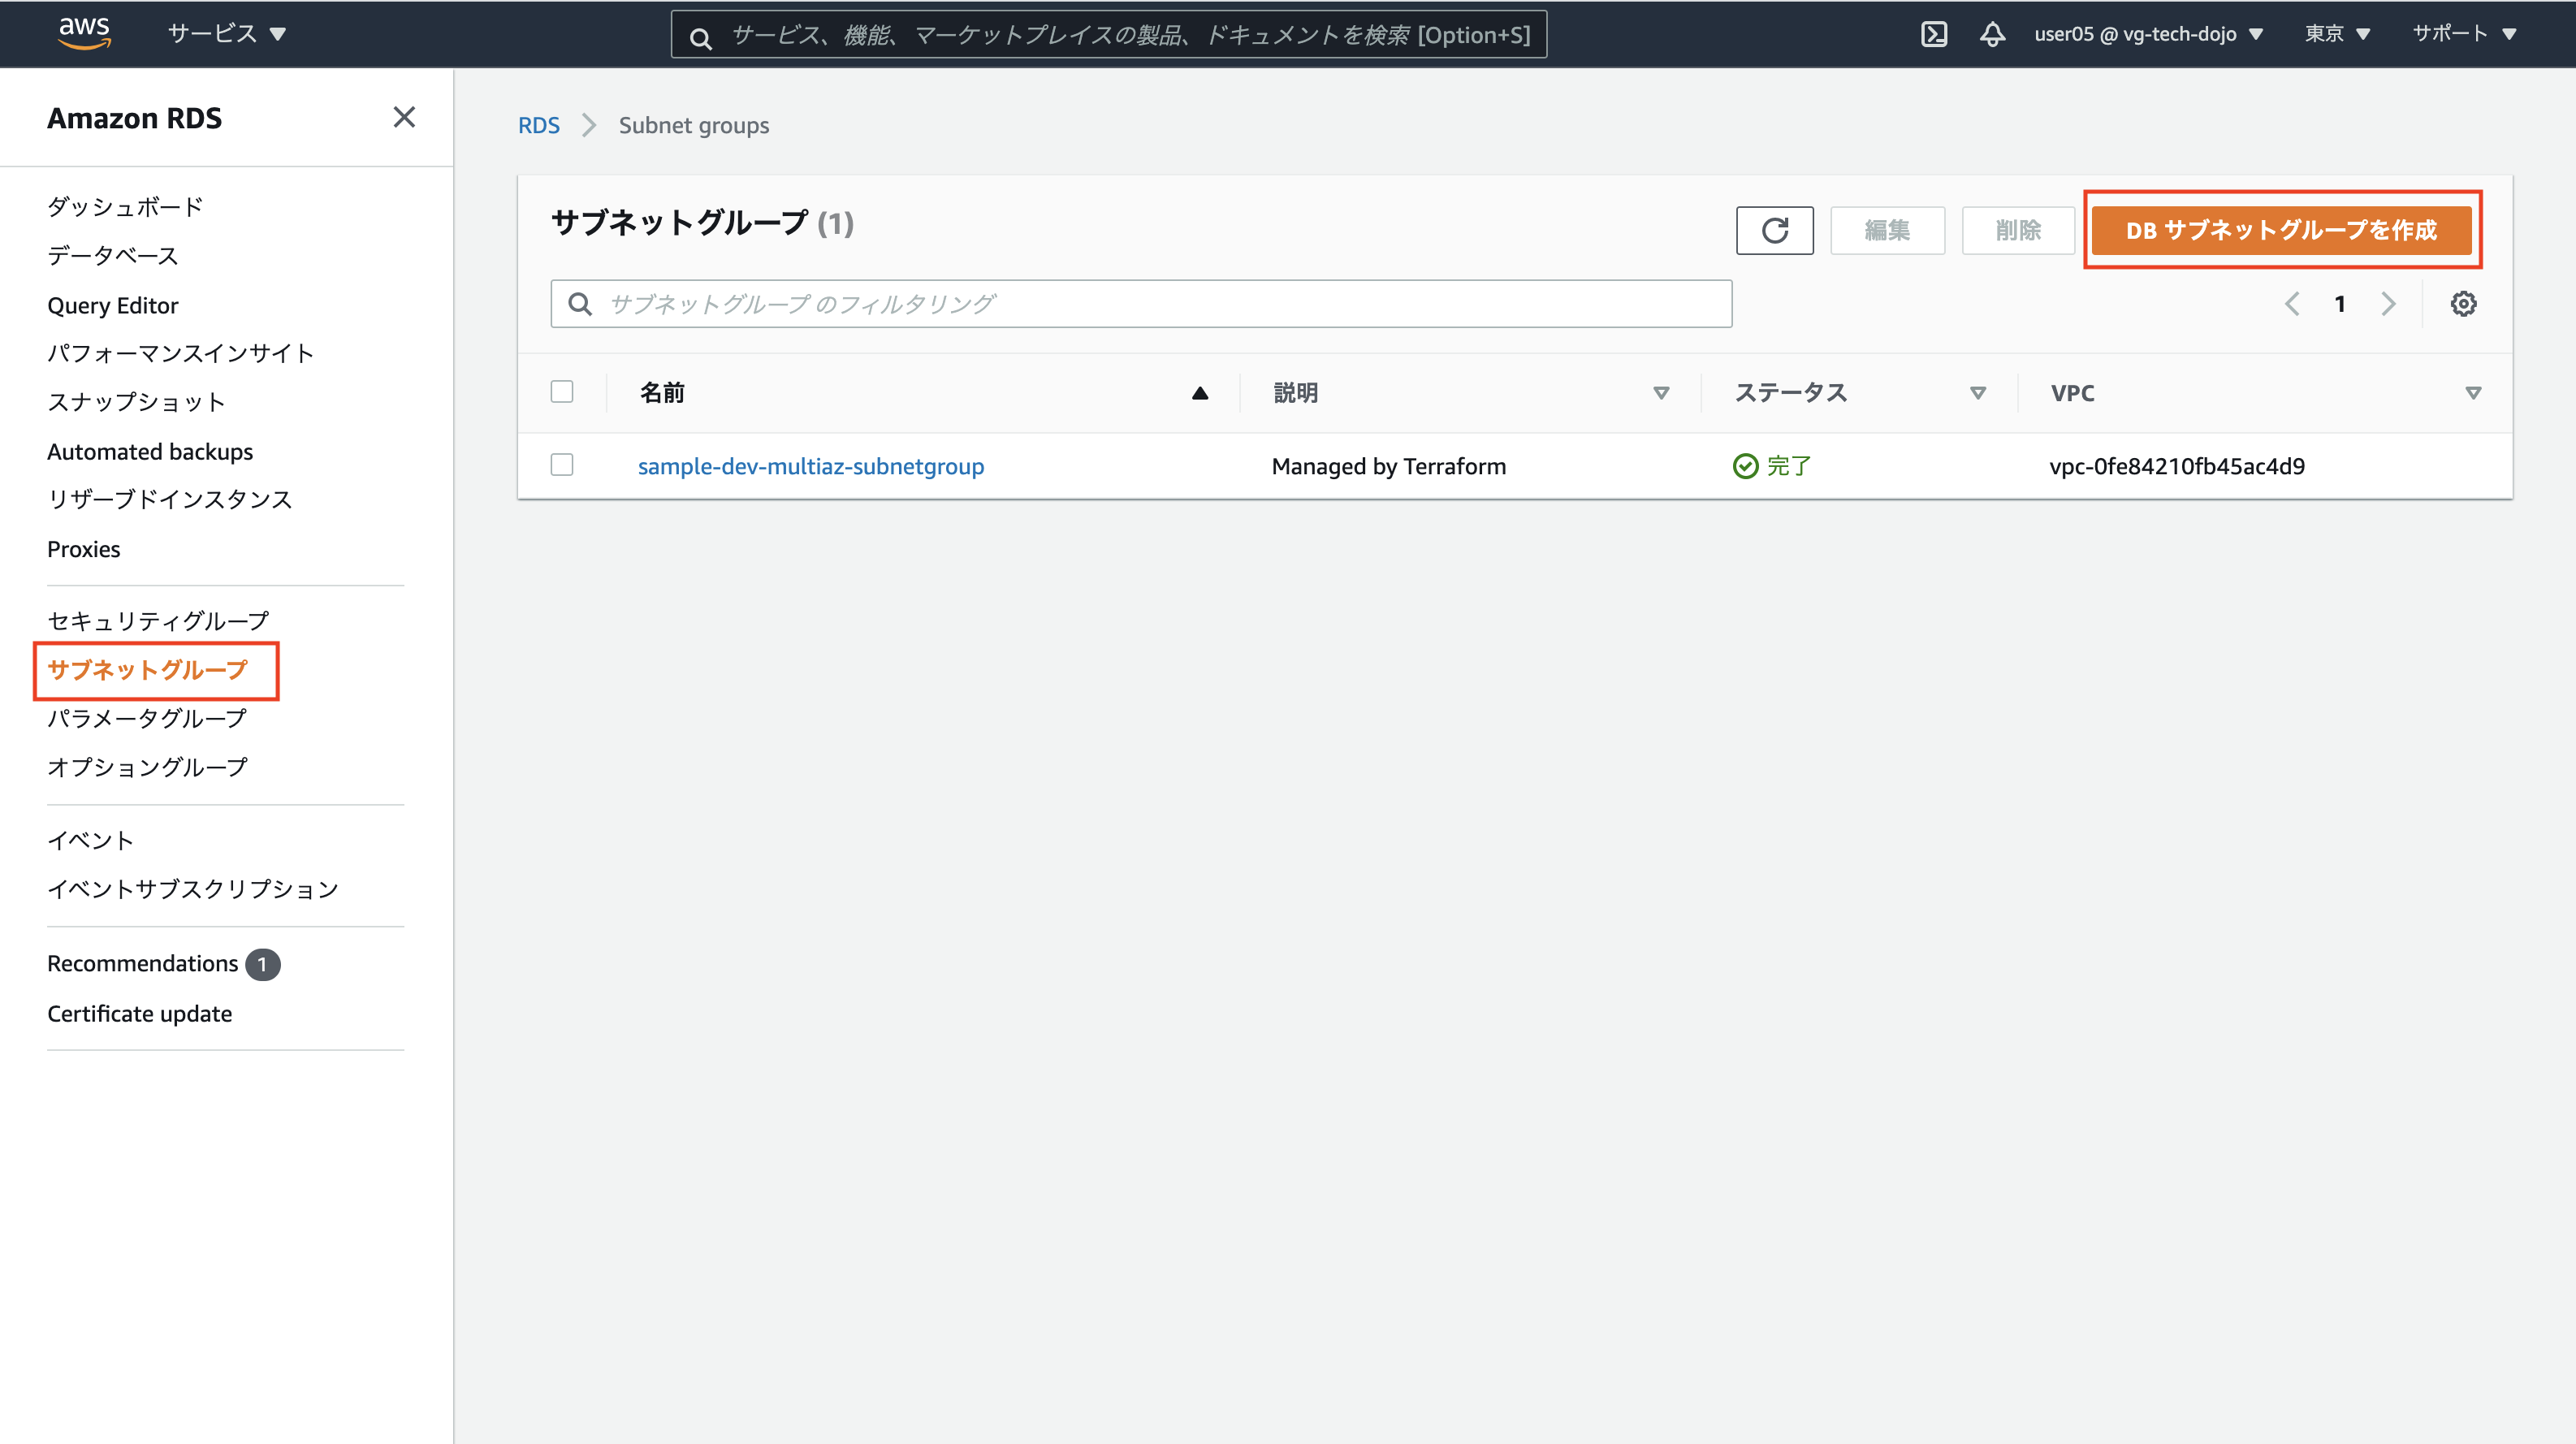 aws サービス サービス、機能、マーケットプレイスの製品、ドキュメントを検索 [Option+S] user05 @ vg-tech-dojo 東京 サポート
Amazon RDS
ダッシュボード
データベース
Query Editor
パフォーマンスインサイト
スナップショット
Automated backups
リザーブドインスタンス
Proxies
セキュリティグループ
サブネットグループ
パラメータグループ
オプショングループ
イベント
イベントサブスクリプション
Recommendations 1
Certificate update
RDS Subnet groups
サブネットグループ (1) 編集 削除 DB サブネットグループを作成
サブネットグループ のフィルタリング 1
名前 説明 ステータス VPC
sample-dev-multiaz-subnetgroup Managed by Terraform 完了 vpc-0fe84210fb45ac4d9